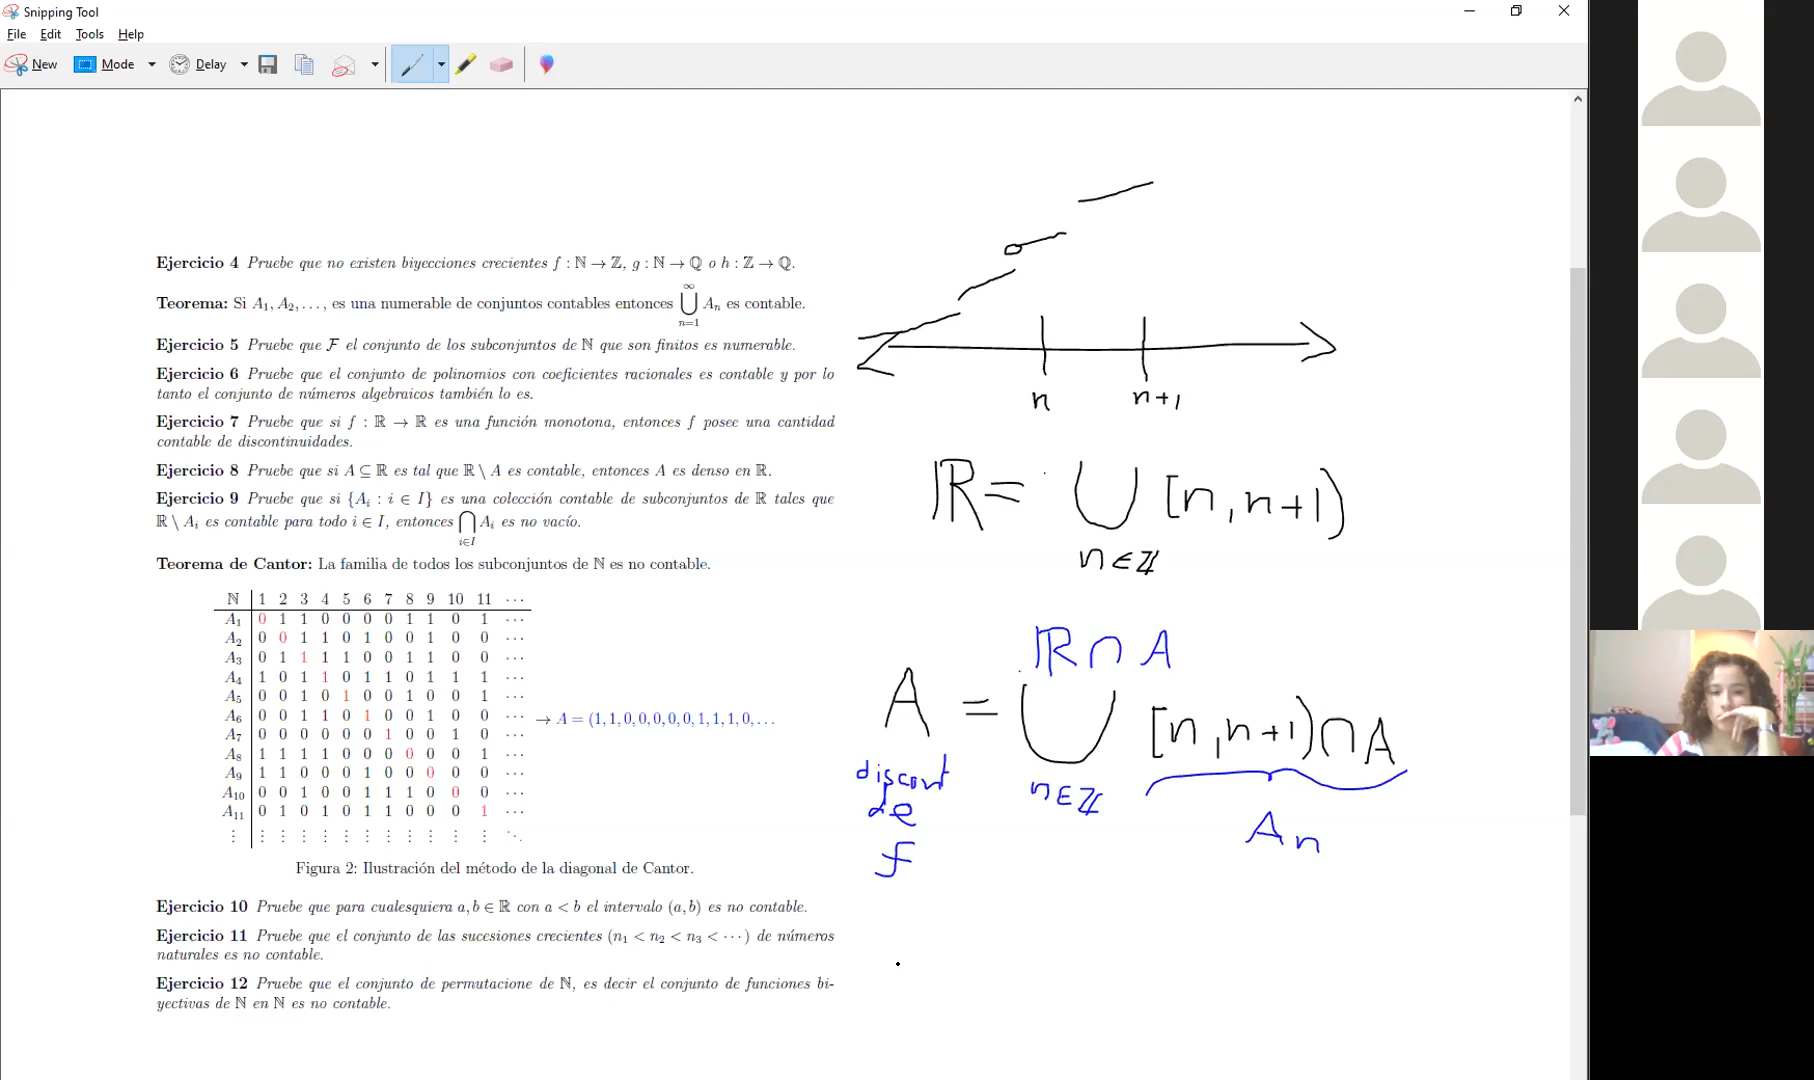 Snipping Tool
File Edit Tools Help
New Mode Delay
Ejercicio 4 Pruebe que no existen biyecciones crecientes f : ℕ → ℤ, g : ℕ → ℚ o h : ℤ → ℚ.
Teorema: Si A₁, A₂, . . . , es una numerable de conjuntos contables entonces ⋃_{n=1}^{∞} Aₙ es contable.
Ejercicio 5 Pruebe que ℱ el conjunto de los subconjuntos de ℕ que son finitos es numerable.
Ejercicio 6 Pruebe que el conjunto de polinomios con coeficientes racionales es contable y por lo
tanto el conjunto de números algebraicos también lo es.
Ejercicio 7 Pruebe que si f : ℝ → ℝ es una función monotona, entonces f posee una cantidad
contable de discontinuidades.
Ejercicio 8 Pruebe que si A ⊆ ℝ es tal que ℝ \ A es contable, entonces A es denso en ℝ.
Ejercicio 9 Pruebe que si {Aᵢ : i ∈ I} es una colección contable de subconjuntos de ℝ tales que
ℝ \ Aᵢ es contable para todo i ∈ I, entonces ⋂_{i∈I} Aᵢ es no vacío.
Teorema de Cantor: La familia de todos los subconjuntos de ℕ es no contable.
ℕ 1 2 3 4 5 6 7 8 9 10 11 ···
A₁ 0 1 1 0 0 0 0 1 1 0 1 ···
A₂ 0 0 1 1 0 1 0 0 1 0 0 ···
A₃ 0 1 1 1 1 0 0 1 1 0 0 ···
A₄ 1 0 1 1 0 1 1 0 1 1 1 ···
A₅ 0 0 1 0 1 0 0 1 0 0 1 ···
A₆ 0 0 1 1 0 1 0 0 1 0 0 ··· → A = (1, 1, 0, 0, 0, 0, 0, 1, 1, 1, 0, . . .
A₇ 0 0 0 0 0 0 1 0 0 1 0 ···
A₈ 1 1 1 1 0 0 0 0 0 0 1 ···
A₉ 1 1 0 0 0 1 0 0 0 0 0 ···
A₁₀ 0 0 1 0 0 1 1 1 0 0 0 ···
A₁₁ 0 1 0 1 0 1 1 0 0 0 1 ···
⋮ ⋮ ⋮ ⋮ ⋮ ⋮ ⋮ ⋮ ⋮ ⋮ ⋮ ⋮ ⋱
Figura 2: Ilustración del método de la diagonal de Cantor.
Ejercicio 10 Pruebe que para cualesquiera a, b ∈ ℝ con a < b el intervalo (a, b) es no contable.
Ejercicio 11 Pruebe que el conjunto de las sucesiones crecientes (n₁ < n₂ < n₃ < ···) de números
naturales es no contable.
Ejercicio 12 Pruebe que el conjunto de permutacione de ℕ, es decir el conjunto de funciones bi-
yectivas de ℕ en ℕ es no contable.
n n+1
ℝ = ⋃ [n, n+1)
n∈ℤ
ℝ∩A
A = ⋃ [n, n+1)∩A
discont n∈ℤ
de Aₙ
f